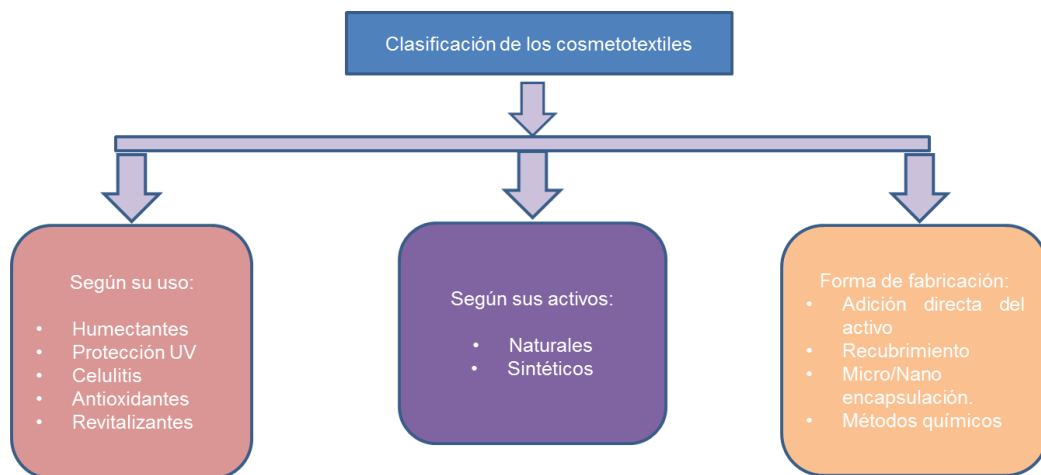 Clasificación de los cosmetotextiles
Según su uso:
• Humectantes
• Protección UV
• Celulitis
• Antioxidantes
• Revitalizantes
Según sus activos:
• Naturales
• Sintéticos
Forma de fabricación:
• Adición directa del
activo
• Recubrimiento
• Micro/Nano
encapsulación.
• Métodos químicos